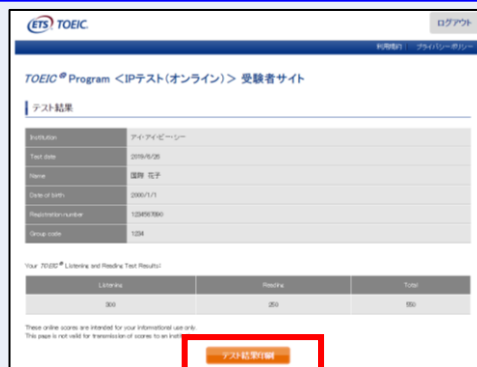 ETS TOEIC.
ログアウト
利用規約 プライバシーポリシー
TOEIC® Program ＜IPテスト(オンライン)＞ 受験者サイト
テスト結果
Institution アイ・アイ・ビー・シー
Test date 2019/6/26
Name 国際 花子
Date of birth 2000/1/1
Registration number 1234567890
Group code 1234
Your TOEIC® Listening and Reading Test Results:
Listening Reading Total
300 250 550
These online scores are intended for your informational use only.
This page is not valid for transmission of scores to an
テスト結果印刷